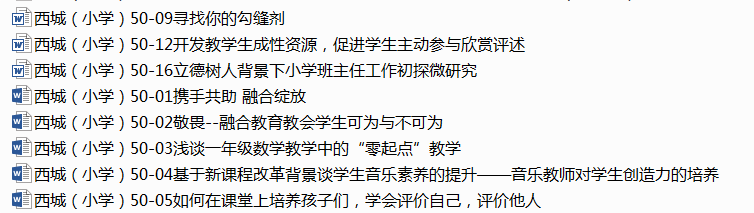 西城（小学）50-09寻找你的勾缝剂
西城（小学）50-12开发教学生成性资源，促进学生主动参与欣赏评述
西城（小学）50-16立德树人背景下小学班主任工作初探微研究
西城（小学）50-01携手共助 融合绽放
西城（小学）50-02敬畏--融合教育教会学生可为与不可为
西城（小学）50-03浅谈一年级数学教学中的“零起点”教学
西城（小学）50-04基于新课程改革背景谈学生音乐素养的提升——音乐教师对学生创造力的培养
西城（小学）50-05如何在课堂上培养孩子们，学会评价自己，评价他人